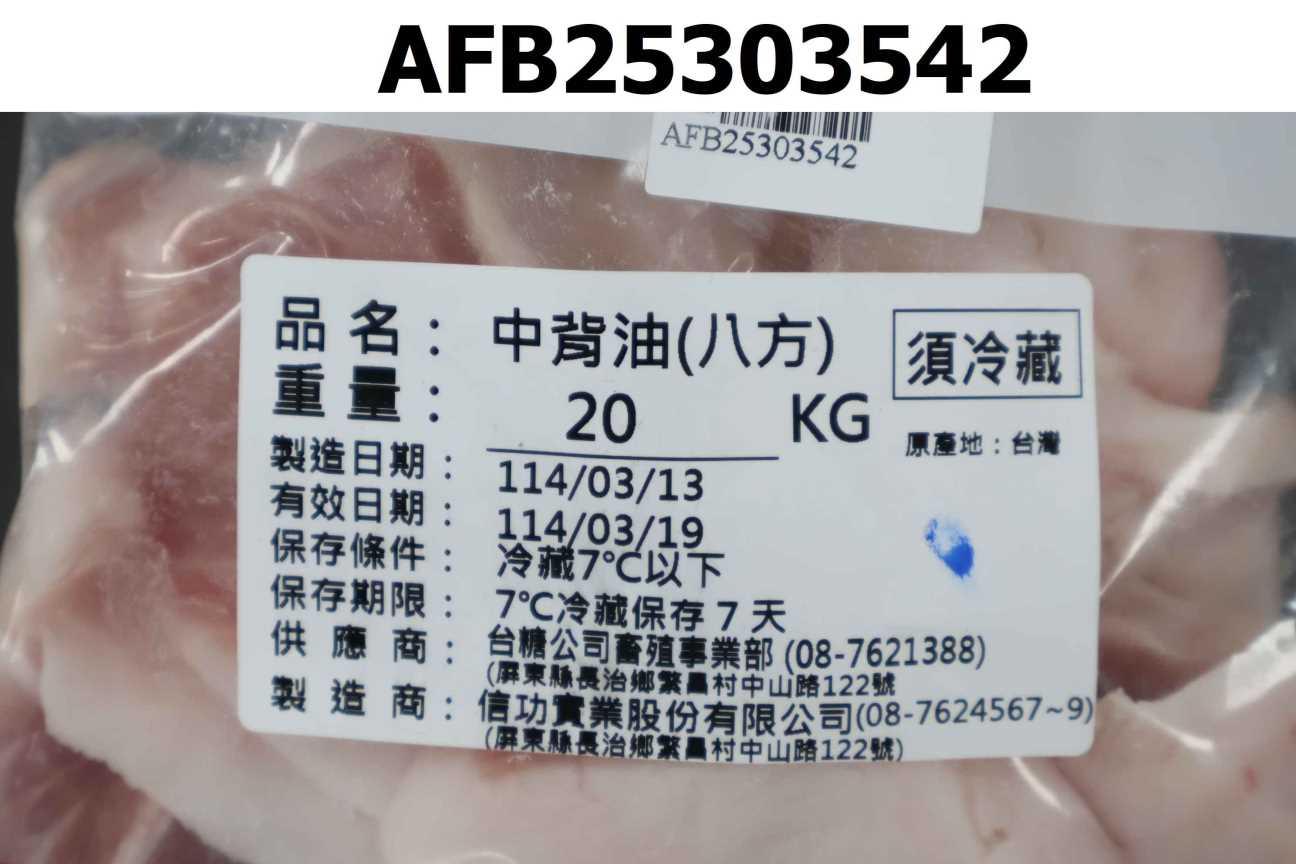 AFB25303542
AFB25303542
品名： 中背油(八方) 須冷藏
重量： 20 KG
原產地：台灣
製造日期： 114/03/13
有效日期： 114/03/19
保存條件： 冷藏7℃以下
保存期限： 7℃冷藏保存 7 天
供應商： 台糖公司畜殖事業部 (08-7621388)
(屏東縣長治鄉繁昌村中山路122號
製造商： 信功實業股份有限公司(08-7624567~9)
(屏東縣長治鄉繁昌村中山路122號)